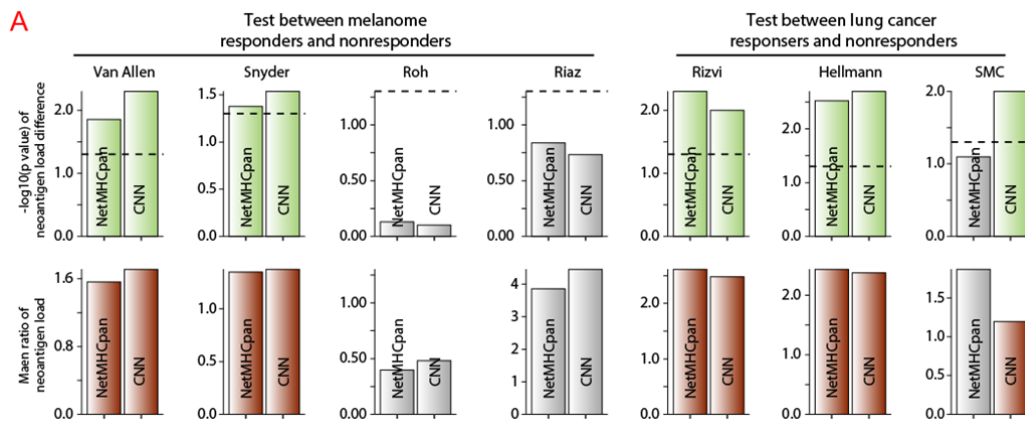 A
Test between melanome
responders and nonresponders
Test between lung cancer
responsers and nonresponders
Van Allen
Snyder
Roh
Riaz
Rizvi
Hellmann
SMC
-log10(p value) of
neoantigen load difference
2.0
1.0
0.0
NetMHCpan
CNN
1.5
1.0
0.5
0.0
NetMHCpan
CNN
1.00
0.50
0.00
NetMHCpan
CNN
1.00
0.50
0.00
NetMHCpan
CNN
2.0
1.0
0.0
NetMHCpan
CNN
2.0
1.0
0.0
NetMHCpan
CNN
2.0
1.0
0.0
NetMHCpan
CNN
Maen ratio of
neoantigen load
1.6
0.8
0.0
NetMHCpan
CNN
1.0
0.5
0.0
NetMHCpan
CNN
1.00
0.50
0.00
NetMHCpan
CNN
4
3
2
1
0
NetMHCpan
CNN
2.0
1.0
0.0
NetMHCpan
CNN
2.0
1.0
0.0
NetMHCpan
CNN
1.5
1.0
0.5
0.0
NetMHCpan
CNN